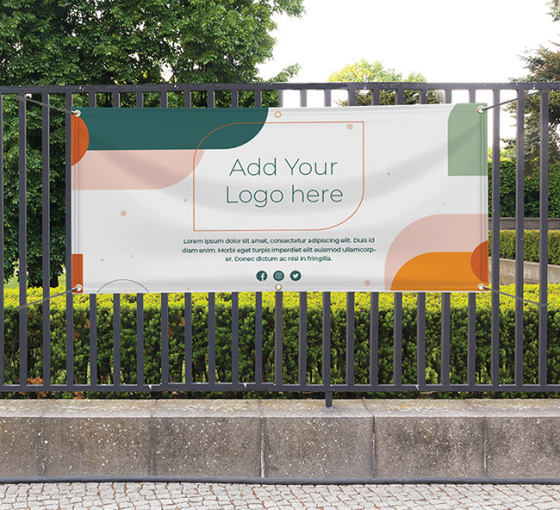 Add Your
Logo here
Lorem ipsum dolor sit amet, consectetur adipiscing elit. Duis id
diam enim. Morbi eget turpis imperdiet elit euismod ullamcorp-
er. Donec dictum ac nisi in fringilla.